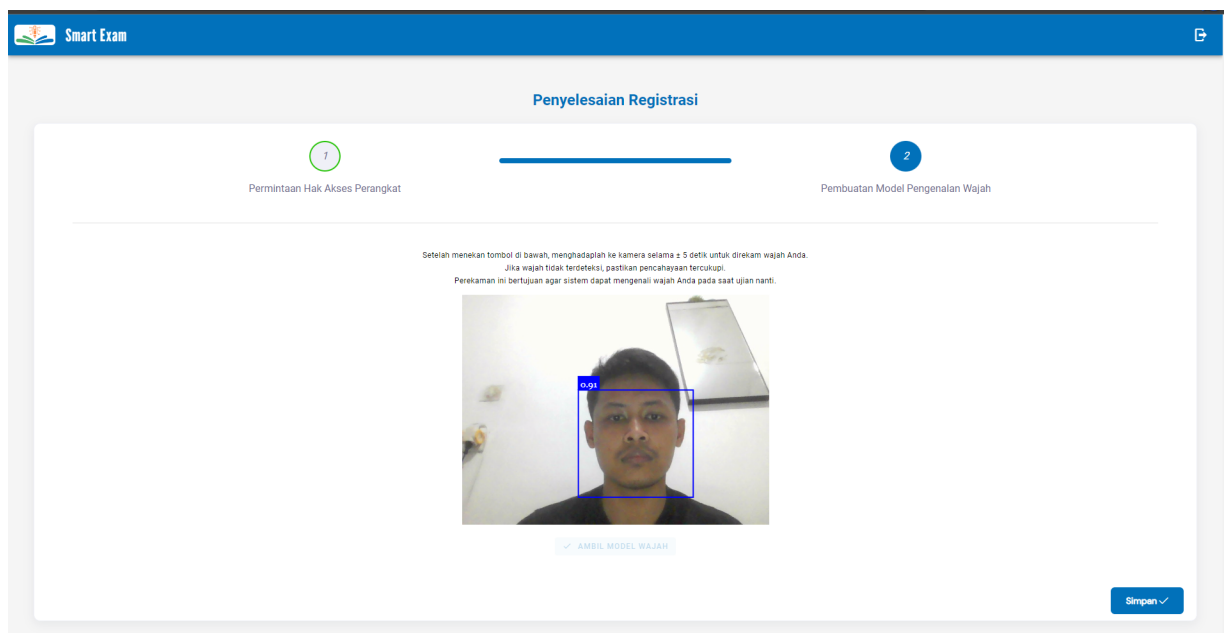 Smart Exam
Penyelesaian Registrasi
1
2
Permintaan Hak Akses Perangkat
Pembuatan Model Pengenalan Wajah
Setelah menekan tombol di bawah, menghadaplah ke kamera selama ± 5 detik untuk direkam wajah Anda.
Jika wajah tidak terdeteksi, pastikan pencahayaan tercukupi.
Perekaman ini bertujuan agar sistem dapat mengenali wajah Anda pada saat ujian nanti.
0.91
AMBIL MODEL WAJAH
Simpan